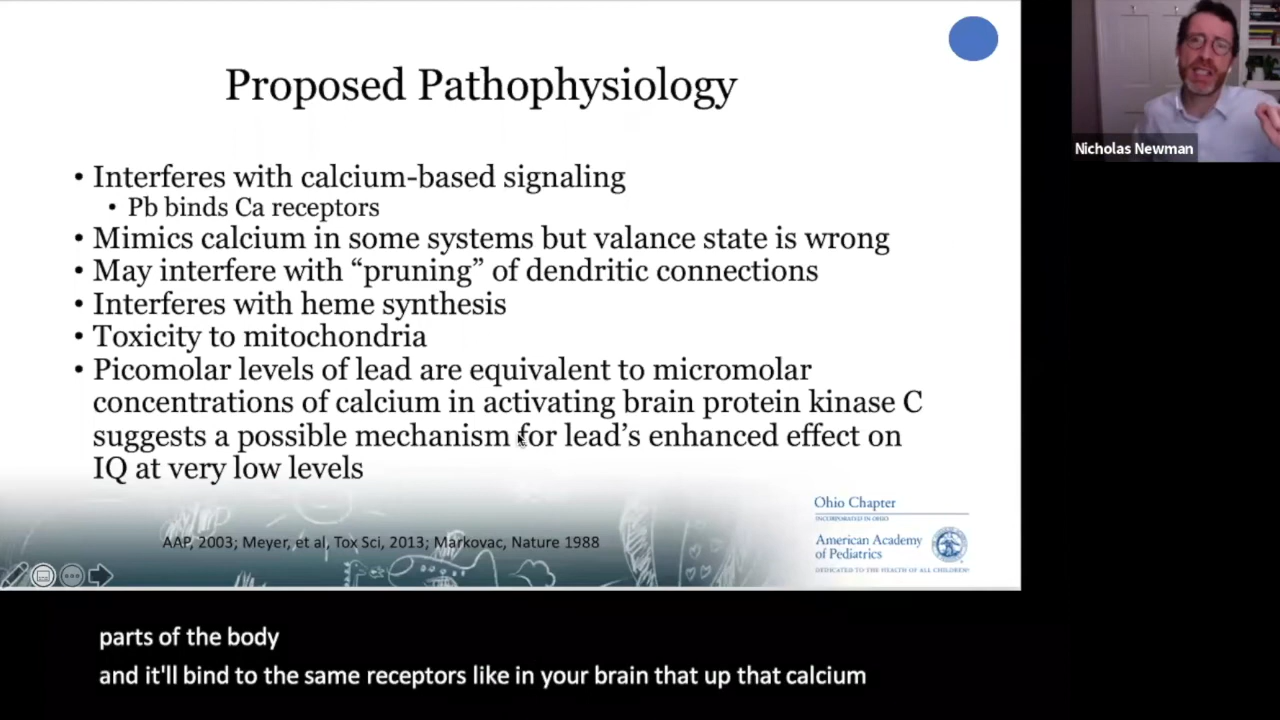 Proposed Pathophysiology
• Interferes with calcium-based signaling
• Pb binds Ca receptors
• Mimics calcium in some systems but valance state is wrong
• May interfere with “pruning” of dendritic connections
• Interferes with heme synthesis
• Toxicity to mitochondria
• Picomolar levels of lead are equivalent to micromolar
concentrations of calcium in activating brain protein kinase C
suggests a possible mechanism for lead’s enhanced effect on
IQ at very low levels
AAP, 2003; Meyer, et al, Tox Sci, 2013; Markovac, Nature 1988
Ohio Chapter
INCORPORATED IN OHIO
American Academy
of Pediatrics
DEDICATED TO THE HEALTH OF ALL CHILDREN®
Nicholas Newman
parts of the body
and it'll bind to the same receptors like in your brain that up that calcium